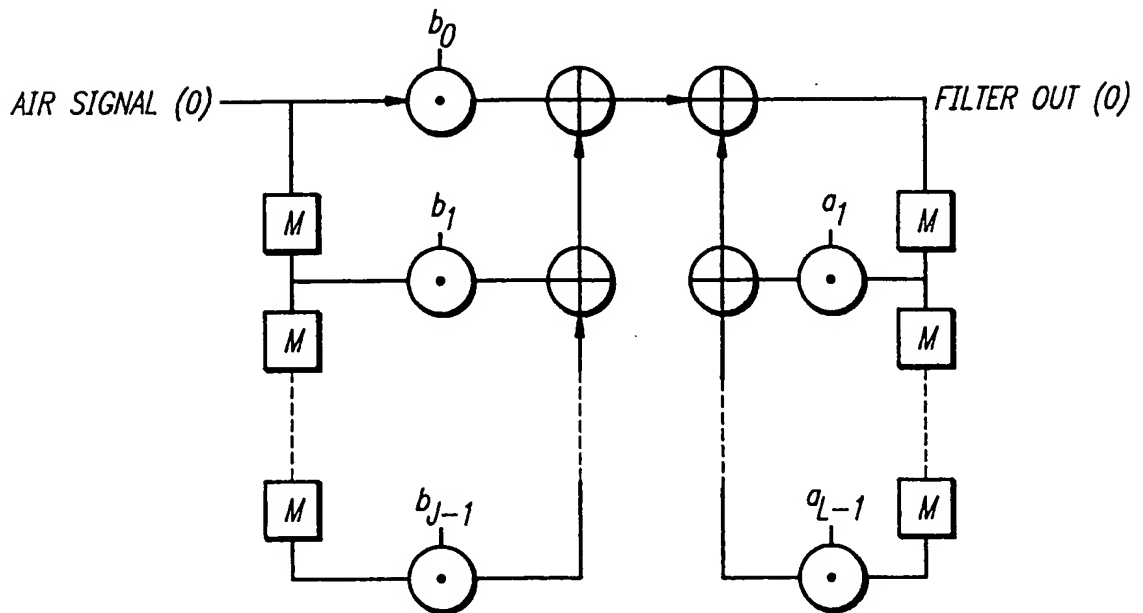 b0
AIR SIGNAL (0)
FILTER OUT (0)
M
b1
a1
M
M
M
M
bJ-1
aL-1
M